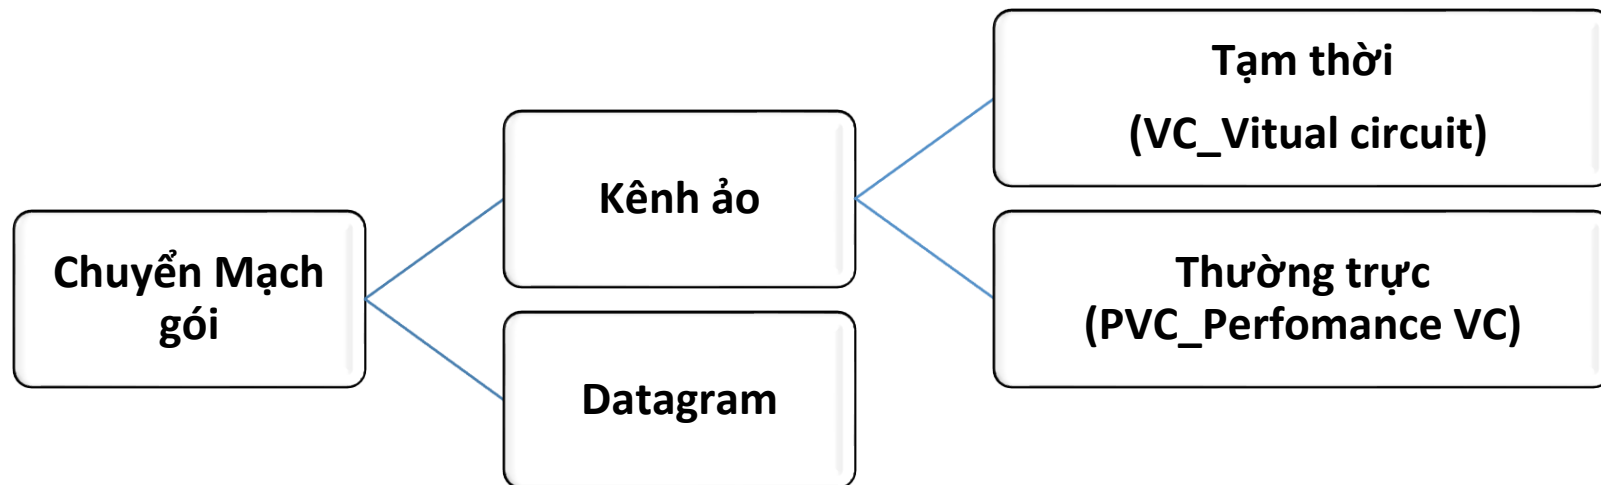 Chuyển Mạch
gói
Kênh ảo
Datagram
Tạm thời
(VC_Vitual circuit)
Thường trực
(PVC_Perfomance VC)